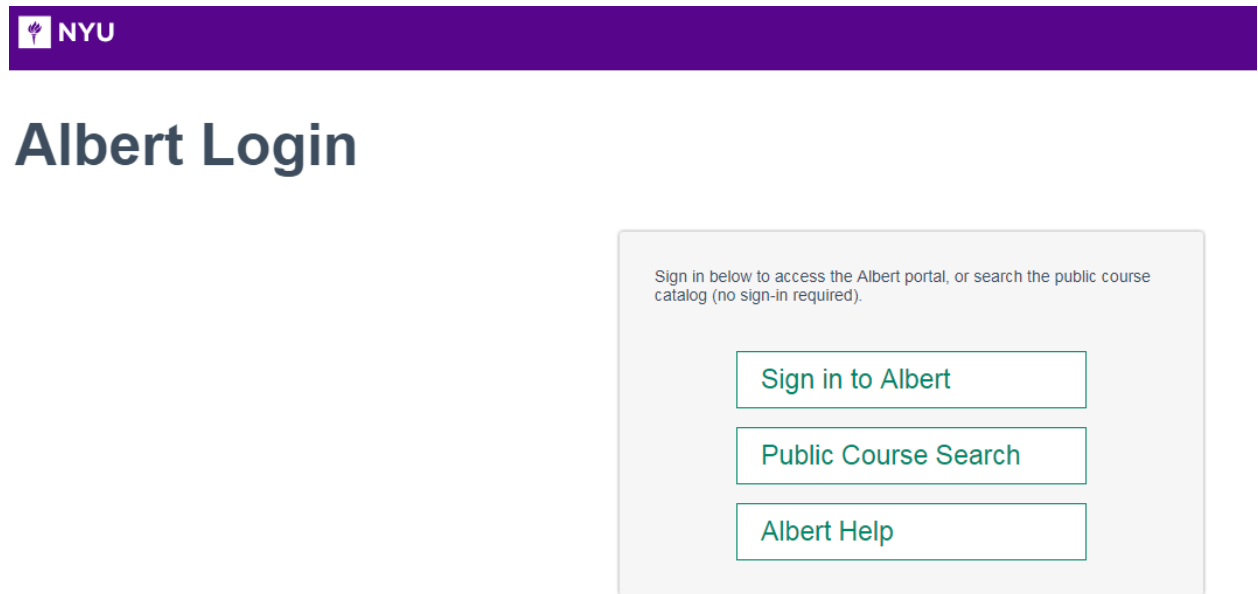 NYU
Albert Login
Sign in below to access the Albert portal, or search the public course
catalog (no sign-in required).
Sign in to Albert
Public Course Search
Albert Help